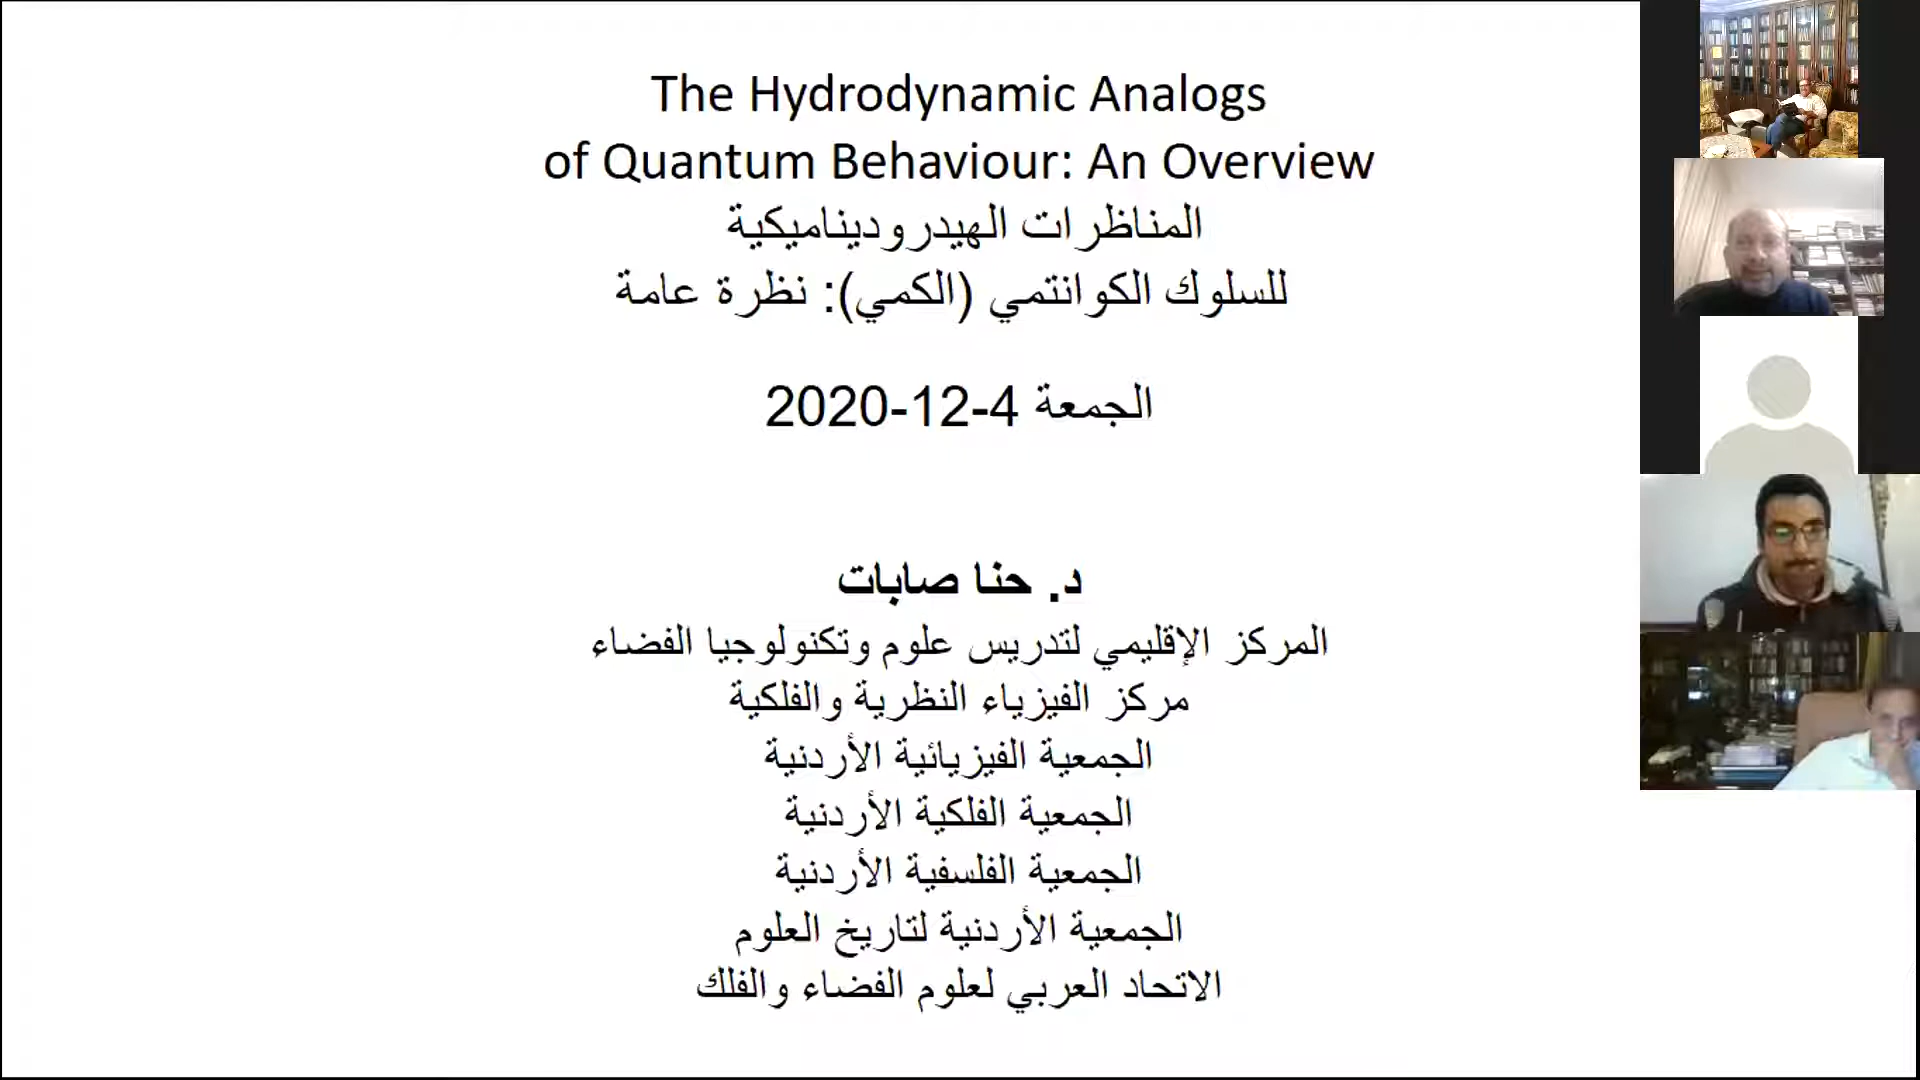 The Hydrodynamic Analogs
of Quantum Behaviour: An Overview
المناظرات الهيدروديناميكية
للسلوك الكوانتمي (الكمي): نظرة عامة
الجمعة 4-12-2020
د. حنا صابات
المركز الإقليمي لتدريس علوم وتكنولوجيا الفضاء
مركز الفيزياء النظرية والفلكية
الجمعية الفيزيائية الأردنية
الجمعية الفلكية الأردنية
الجمعية الفلسفية الأردنية
الجمعية الأردنية لتاريخ العلوم
الاتحاد العربي لعلوم الفضاء والفلك